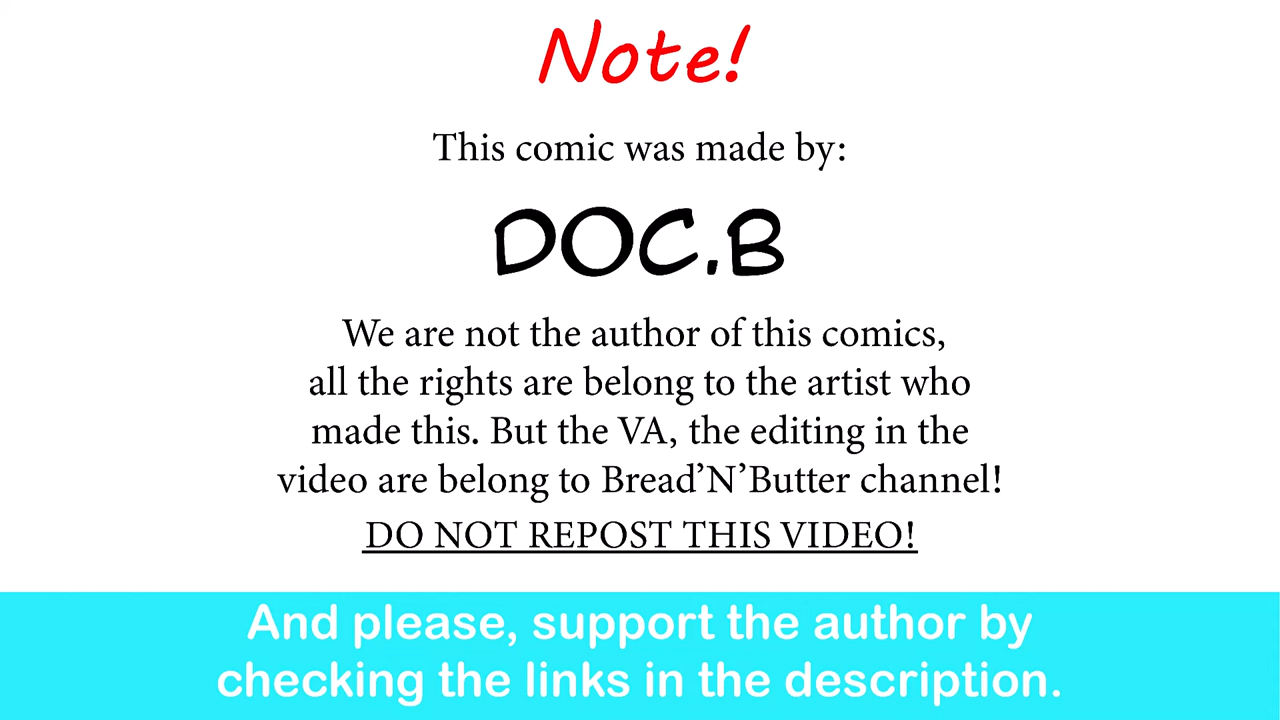 Note!
This comic was made by:
DOC.B
We are not the author of this comics,
all the rights are belong to the artist who
made this. But the VA, the editing in the
video are belong to Bread’N’Butter channel!
DO NOT REPOST THIS VIDEO!
And please, support the author by
checking the links in the description.